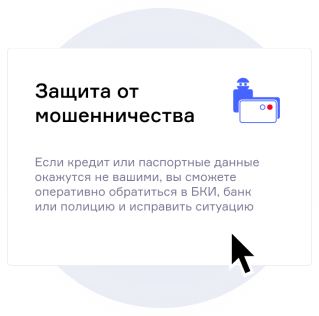 Защита от
мошенничества
Если кредит или паспортные данные
окажутся не вашими, вы сможете
оперативно обратиться в БКИ, банк
или полицию и исправить ситуацию